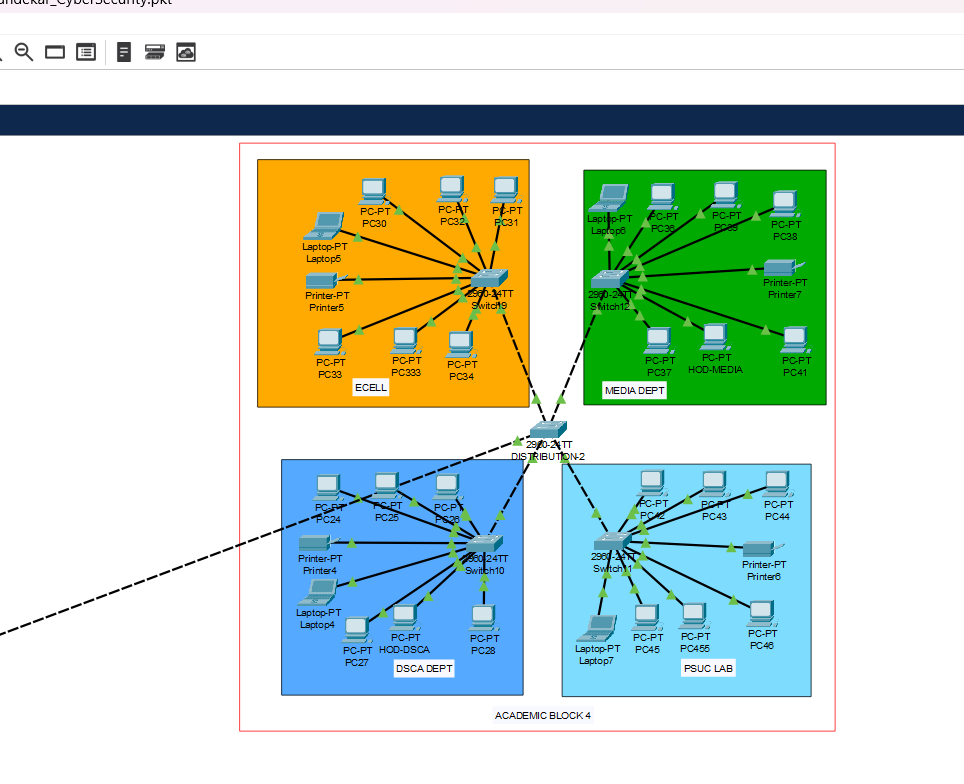 undekar_CyberSecurity.pkt
PC-PT
PC30
PC-PT
PC32
PC-PT
PC31
Laptop-PT
Laptop5
Printer-PT
Printer5
2960-24TT
Switch9
PC-PT
PC33
PC-PT
PC333
PC-PT
PC34
ECELL
Laptop-PT
Laptop6
PC-PT
PC36
PC-PT
PC39
PC-PT
PC38
2960-24TT
Switch12
Printer-PT
Printer7
PC-PT
PC37
PC-PT
HOD-MEDIA
PC-PT
PC41
MEDIA DEPT
2960-24TT
DISTRIBUTION-2
PC-PT
PC24
PC-PT
PC25
PC-PT
PC26
Printer-PT
Printer4
2960-24TT
Switch10
Laptop-PT
Laptop4
PC-PT
PC27
PC-PT
HOD-DSCA
PC-PT
PC28
DSCA DEPT
PC-PT
PC42
PC-PT
PC43
PC-PT
PC44
2960-24TT
Switch11
Printer-PT
Printer6
Laptop-PT
Laptop7
PC-PT
PC45
PC-PT
PC455
PC-PT
PC46
PSUC LAB
ACADEMIC BLOCK 4